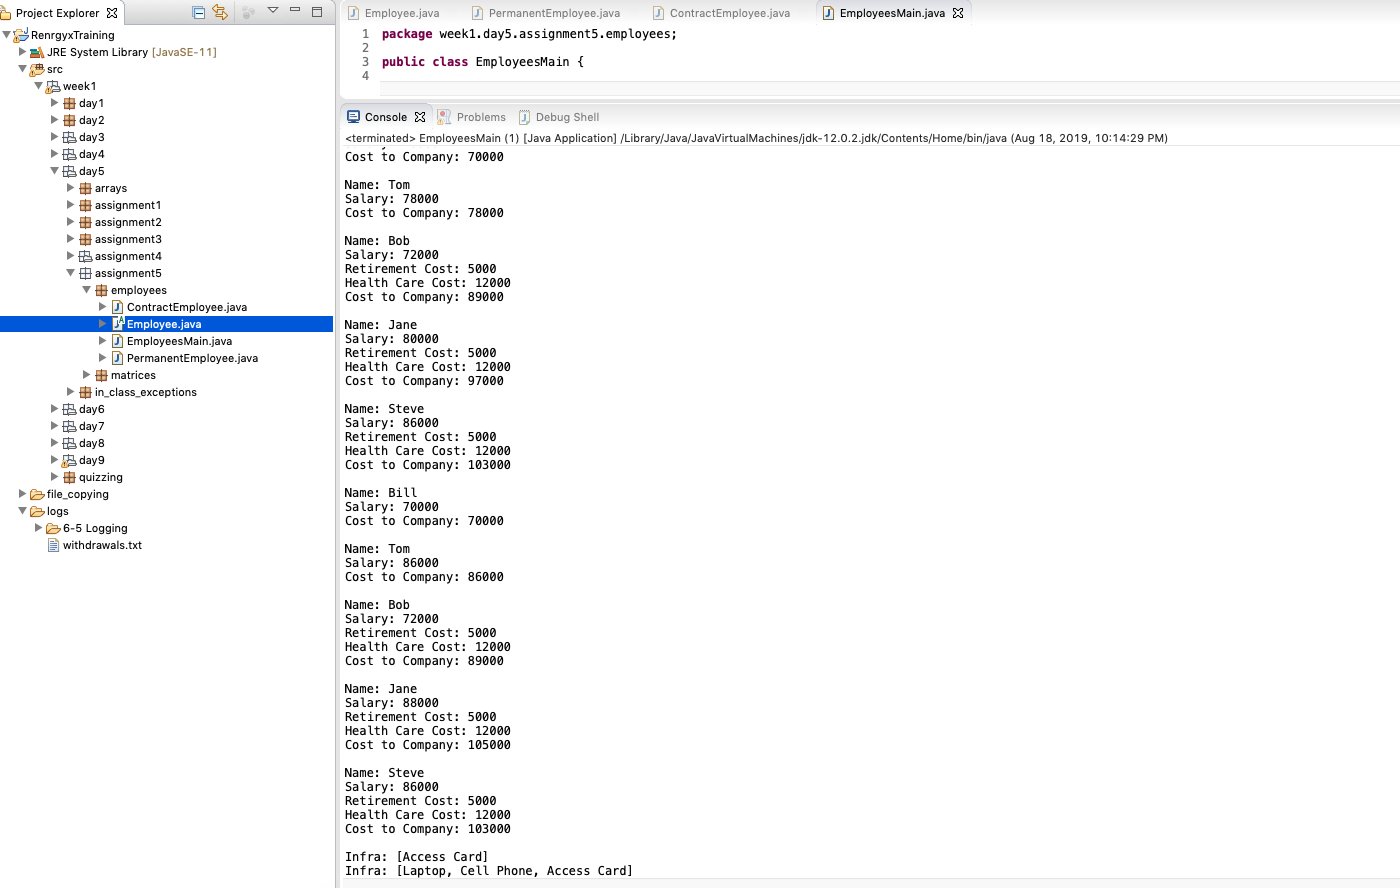 Project Explorer
RenrgyxTraining
JRE System Library [JavaSE-11]
src
week1
day1
day2
day3
day4
day5
arrays
assignment1
assignment2
assignment3
assignment4
assignment5
employees
ContractEmployee.java
Employee.java
EmployeesMain.java
PermanentEmployee.java
matrices
in_class_exceptions
day6
day7
day8
day9
quizzing
file_copying
logs
6-5 Logging
withdrawals.txt
Employee.java PermanentEmployee.java ContractEmployee.java EmployeesMain.java
1 package week1.day5.assignment5.employees;
2
3 public class EmployeesMain {
4
Console Problems Debug Shell
<terminated> EmployeesMain (1) [Java Application] /Library/Java/JavaVirtualMachines/jdk-12.0.2.jdk/Contents/Home/bin/java (Aug 18, 2019, 10:14:29 PM)
Cost to Company: 70000
Name: Tom
Salary: 78000
Cost to Company: 78000
Name: Bob
Salary: 72000
Retirement Cost: 5000
Health Care Cost: 12000
Cost to Company: 89000
Name: Jane
Salary: 80000
Retirement Cost: 5000
Health Care Cost: 12000
Cost to Company: 97000
Name: Steve
Salary: 86000
Retirement Cost: 5000
Health Care Cost: 12000
Cost to Company: 103000
Name: Bill
Salary: 70000
Cost to Company: 70000
Name: Tom
Salary: 86000
Cost to Company: 86000
Name: Bob
Salary: 72000
Retirement Cost: 5000
Health Care Cost: 12000
Cost to Company: 89000
Name: Jane
Salary: 88000
Retirement Cost: 5000
Health Care Cost: 12000
Cost to Company: 105000
Name: Steve
Salary: 86000
Retirement Cost: 5000
Health Care Cost: 12000
Cost to Company: 103000
Infra: [Access Card]
Infra: [Laptop, Cell Phone, Access Card]